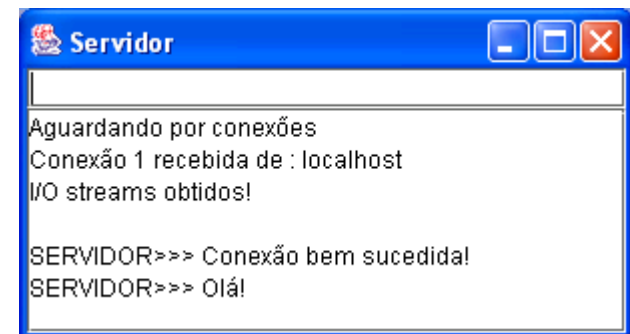 Servidor
Aguardando por conexões
Conexão 1 recebida de : localhost
I/O streams obtidos!
SERVIDOR>>> Conexão bem sucedida!
SERVIDOR>>> Olá!